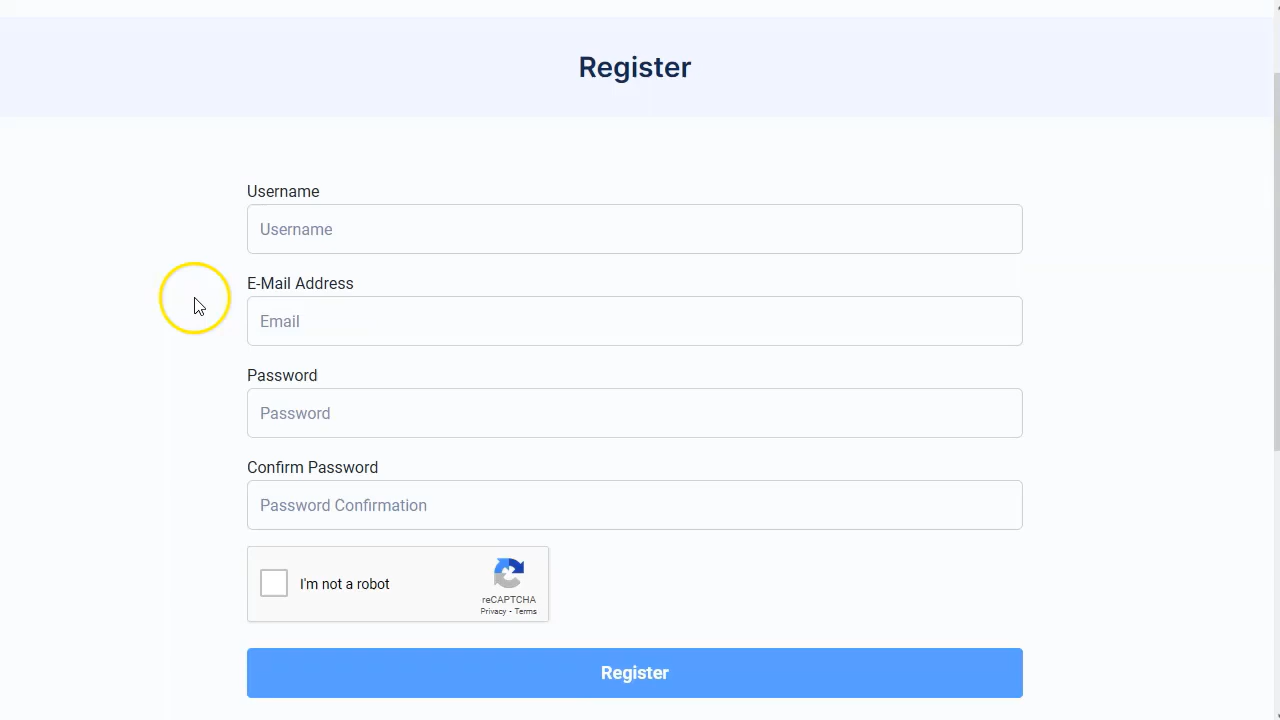 Register
Username
Username
E-Mail Address
Email
Password
Password
Confirm Password
Password Confirmation
I'm not a robot
reCAPTCHA
Privacy - Terms
Register